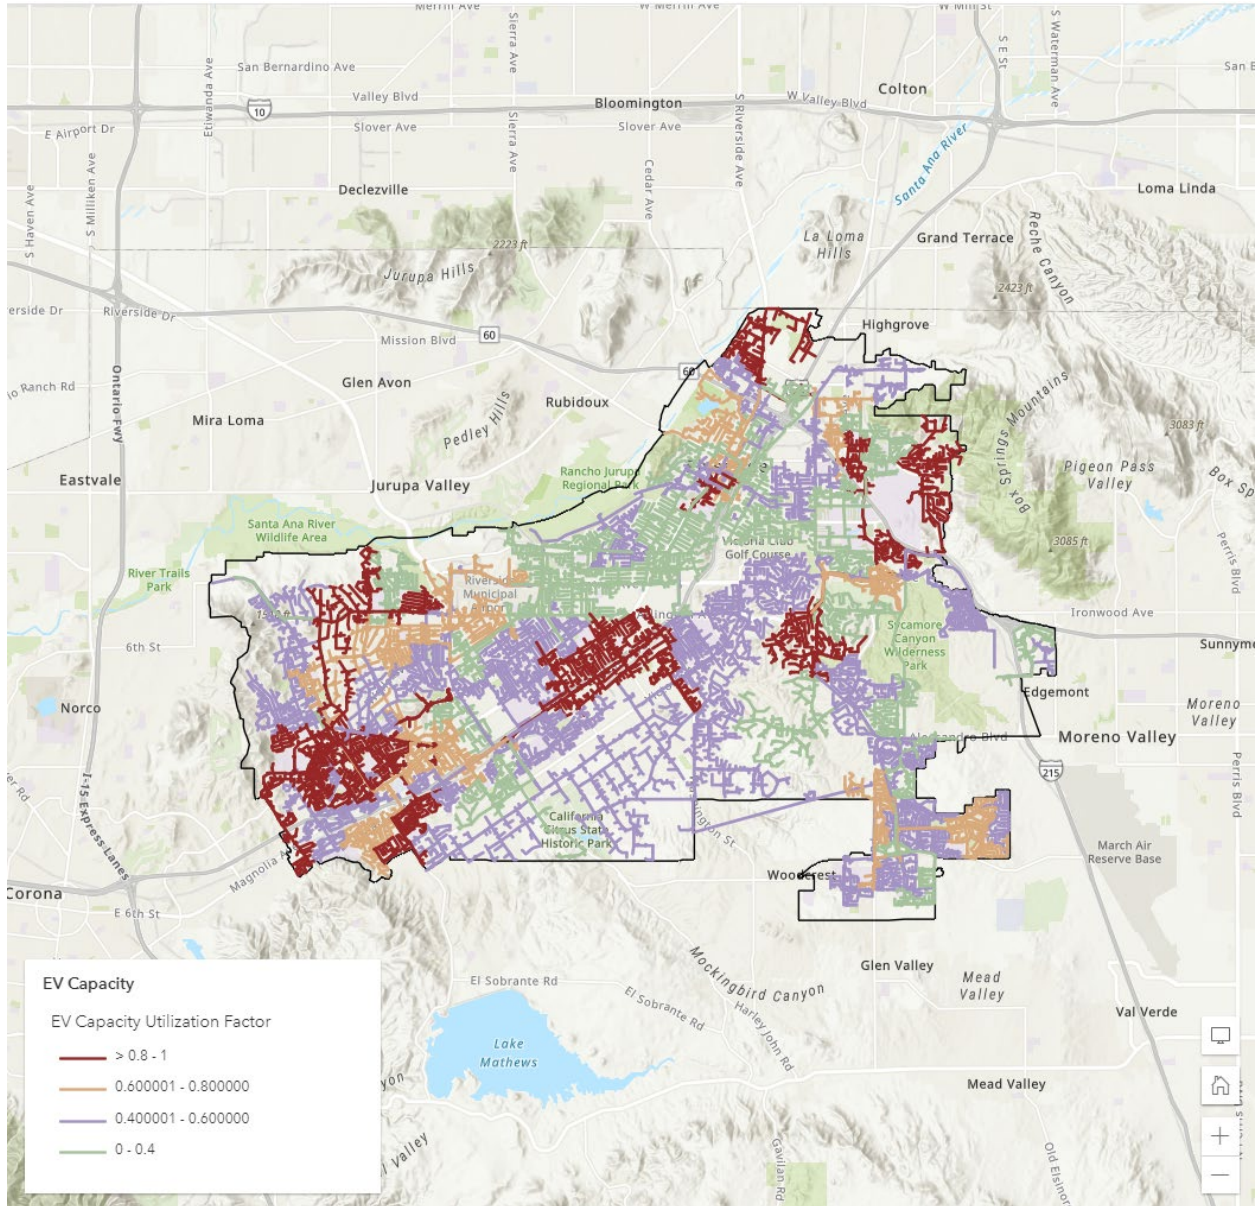 Merrill Ave
W Merrill Ave
W Mill St
Sierra Ave
S E St
S Waterman Ave
San Bernardino Ave
San B
Etiwanda Ave
Valley Blvd
10
Bloomington
W Valley Blvd
Colton
E Airport Dr
Slover Ave
Slover Ave
Sierra Ave
S Riverside Ave
Santa Ana River
S Haven Ave
S Milliken Ave
Declezville
Cedar Ave
Loma Linda
La Loma
Hills
Grand Terrace
Reche Canyon
2223 ft
Jurupa Hills
2423 ft
erside Dr
Riverside Dr
60
Mission Blvd
Highgrove
60
Ranch Rd
Glen Avon
Ontario Fwy
Rubidoux
Mira Loma
Pedley Hills
Box Springs Mountains
3083 ft
Eastvale
Jurupa Valley
Rancho Jurupa
Regional Park
Pigeon Pass
Valley
Box Sp
Santa Ana River
Wildlife Area
Golf Course
3085 ft
Perris Blvd
River Trails
Park
Municipal
Ironwood Ave
6th St
Sycamore
Canyon
Wilderness
Park
Sunnyme
Norco
Edgemont
Moreno
Valley
Moreno Valley
215
I-15 Express Lanes
Perris Blvd
California
Citrus State
Historic Park
March Air
Reserve Base
Magnolia A
Woodcrest
Corona
E 6th St
Mockingbird Canyon
Glen Valley
Mead
Valley
El Sobrante Rd
El Sobrante Rd
Harley John Rd
Val Verde
Lake
Mathews
Mead Valley
Gavilan Rd
Old Elsinor
EV Capacity
EV Capacity Utilization Factor
> 0.8 - 1
0.600001 - 0.800000
0.400001 - 0.600000
0 - 0.4